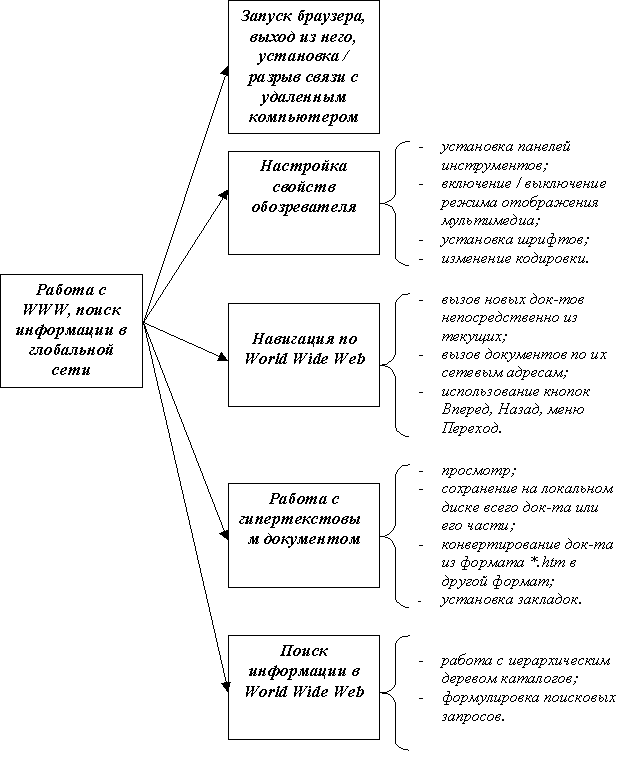 Запуск браузера,
выход из него,
установка /
разрыв связи с
удаленным
компьютером
Настройка
свойств
обозревателя
- установка панелей
инструментов;
- включение / выключение
режима отображения
мультимедиа;
- установка шрифтов;
- изменение кодировки.
Работа с
WWW, поиск
информации в
глобальной
сети
Навигация по
World Wide Web
- вызов новых док-тов
непосредственно из
текущих;
- вызов документов по их
сетевым адресам;
- использование кнопок
Вперед, Назад, меню
Переход.
Работа с
гипертекстовы
м документом
- просмотр;
- сохранение на локальном
диске всего док-та или
его части;
- конвертирование док-та
из формата *.htm в
другой формат;
- установка закладок.
Поиск
информации в
World Wide Web
- работа с иерархическим
деревом каталогов;
- формулировка поисковых
запросов.